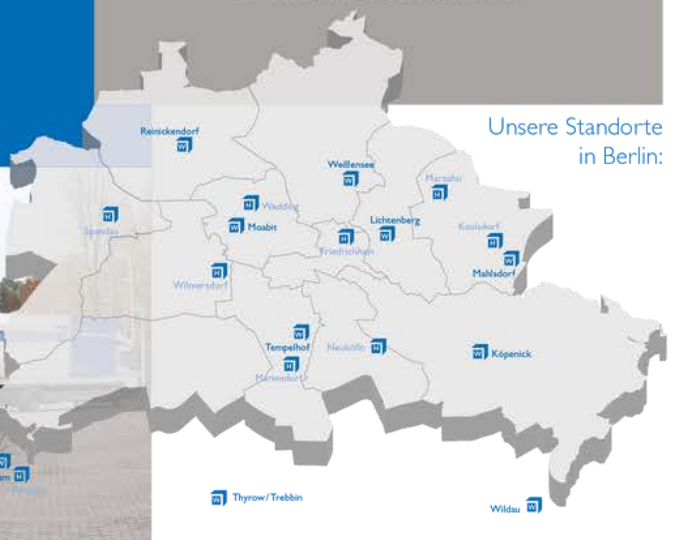 Unsere Standorte
in Berlin:
Reinickendorf
W
Weißensee
W
Marzahn
H
H
Wedding
Spandau
H
W
Moabit
Lichtenberg
W
H
Friedrichhain
Kaulsdorf
H
W
Mahlsdorf
H
Wilmersdorf
W
Tempelhof
Neukölln
H
W
Köpenick
H
Mariendorf
W
H
Thyrow/Trebbin
W
Wildau
W